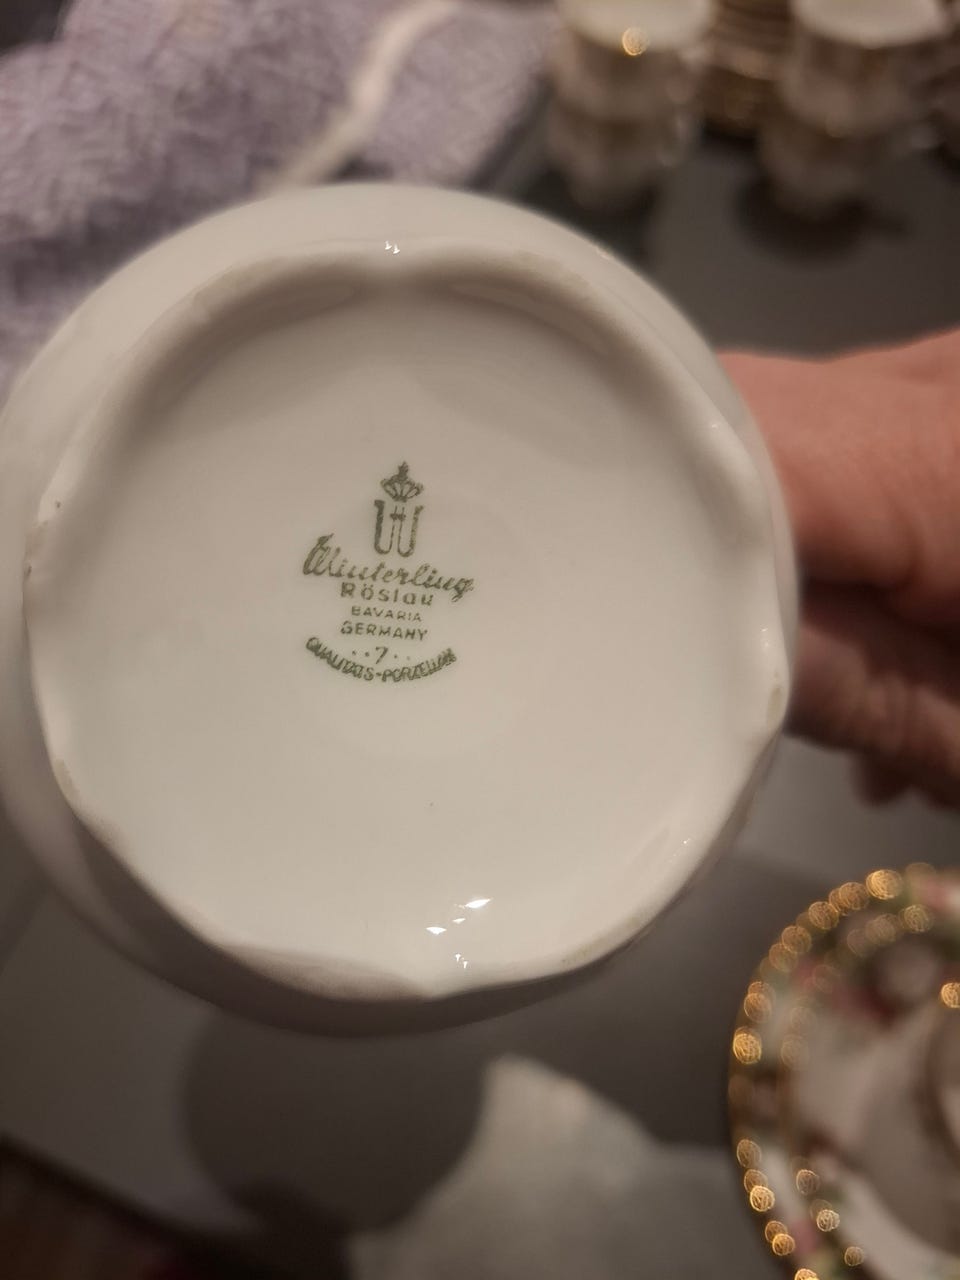 W
Winterling
Röslau
BAVARIA
GERMANY
··7··
QUALITÄTS-PORZELLAN